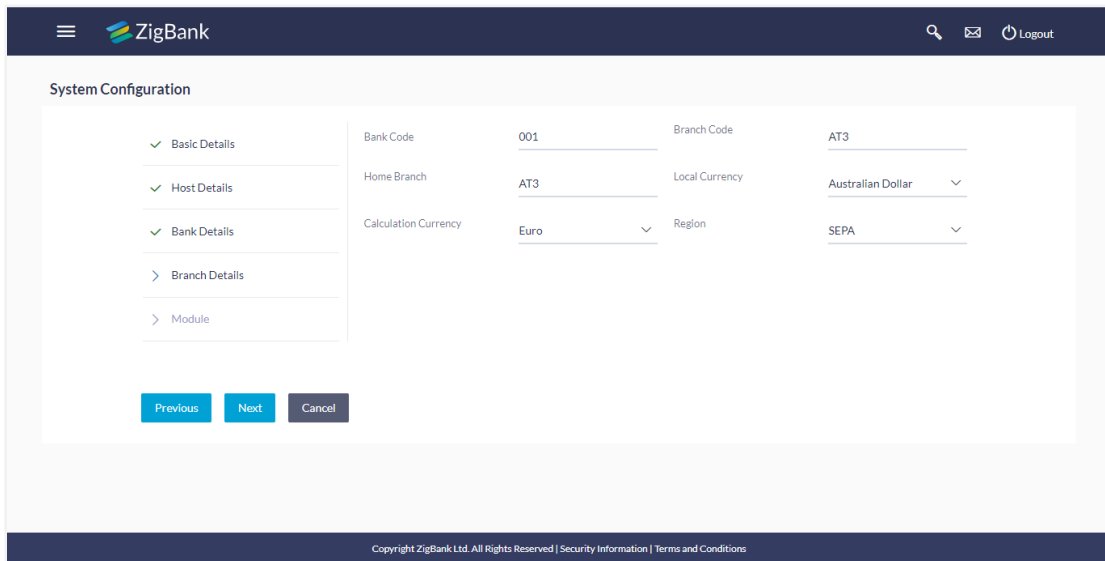 ZigBank
Logout
System Configuration
Basic Details
Host Details
Bank Details
Branch Details
Module
Bank Code 001 Branch Code AT3
Home Branch AT3 Local Currency Australian Dollar
Calculation Currency Euro Region SEPA
Previous Next Cancel
Copyright ZigBank Ltd. All Rights Reserved | Security Information | Terms and Conditions